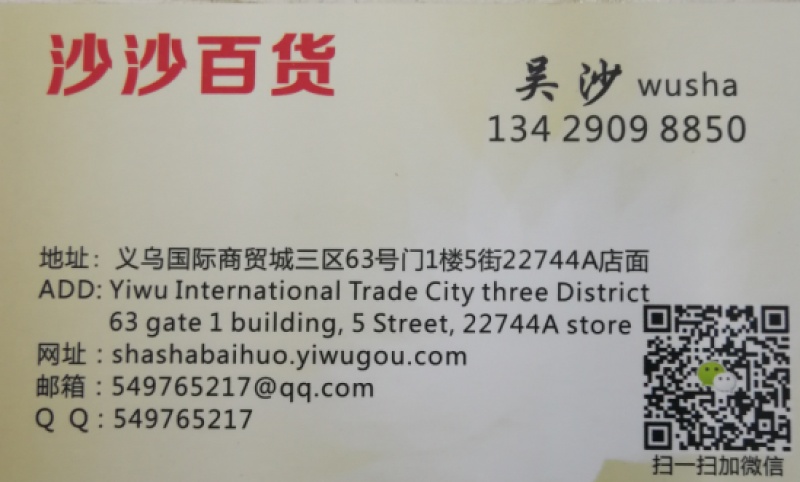 沙沙百货
吴沙 wusha
134 2909 8850
地址：义乌国际商贸城三区63号门1楼5街22744A店面
ADD: Yiwu International Trade City three District
63 gate 1 building, 5 Street, 22744A store
网址：shashabaihuo.yiwugou.com
邮箱：549765217@qq.com
Q Q：549765217
扫一扫加微信